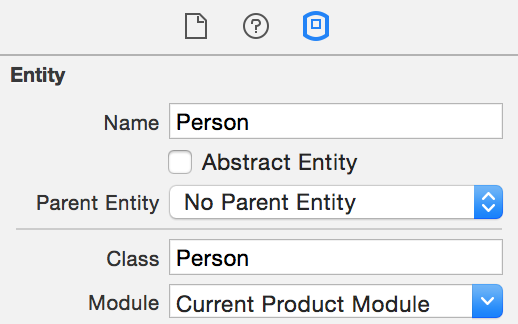 Entity
Name Person
Abstract Entity
Parent Entity No Parent Entity
Class Person
Module Current Product Module